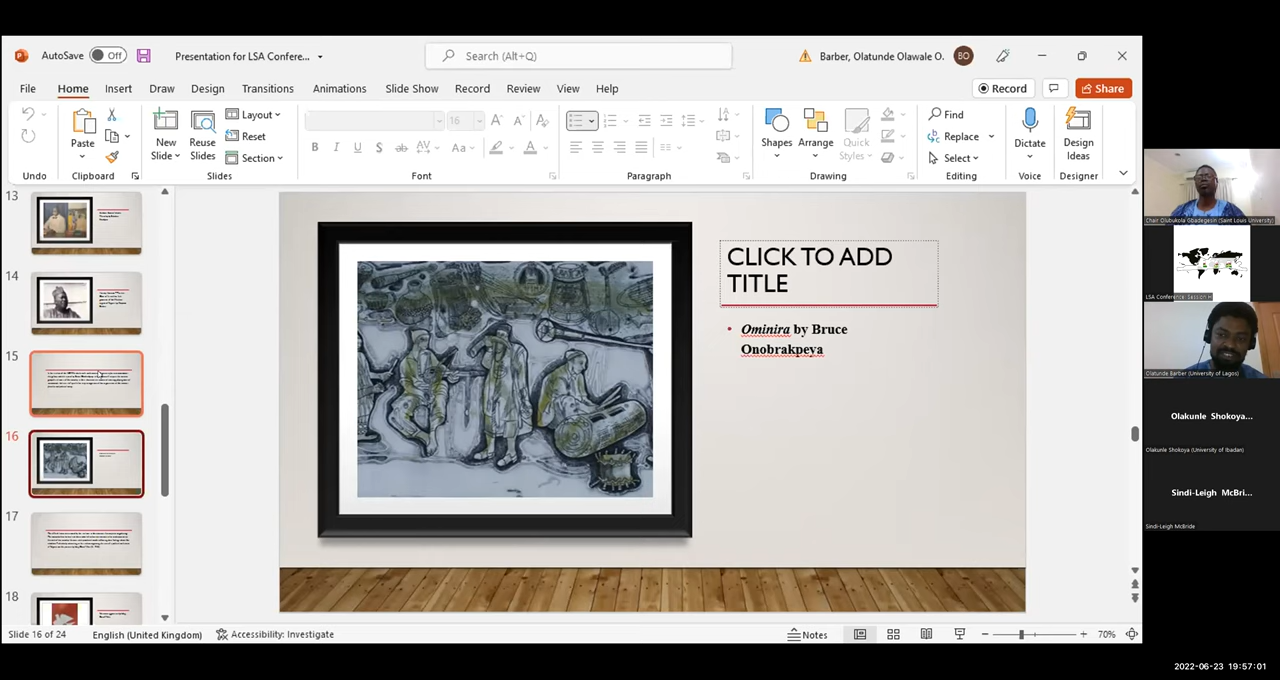 AutoSave Off Presentation for LSA Confere... Search (Alt+Q) Barber, Olatunde Olawale O. BO
File Home Insert Draw Design Transitions Animations Slide Show Record Review View Help Record Share
Paste
New Slide
Reuse Slides
Layout
Reset
Section
16
Shapes
Arrange
Quick Styles
Find
Replace
Select
Dictate
Design Ideas
Undo Clipboard Slides Font Paragraph Drawing Editing Voice Designer
13
14
15
16
17
18
CLICK TO ADD
TITLE
• Ominira by Bruce
Onobrakpeya
Chair Olubukola Gbadegesin (Saint Louis University)
LSA Conference: Session H
Olatunde Barber (University of Lagos)
Olakunle Shokoya...
Olakunle Shokoya (University of Ibadan)
Sindi-Leigh McBri...
Sindi-Leigh McBride
Slide 16 of 24 English (United Kingdom) Accessibility: Investigate Notes 70%
2022-06-23 19:57:01